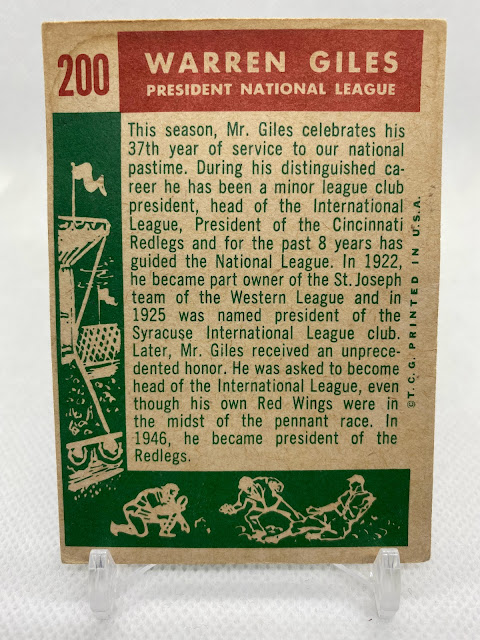 200
WARREN GILES
PRESIDENT NATIONAL LEAGUE
This season, Mr. Giles celebrates his
37th year of service to our national
pastime. During his distinguished ca-
reer he has been a minor league club
president, head of the International
League, President of the Cincinnati
Redlegs and for the past 8 years has
guided the National League. In 1922,
he became part owner of the St. Joseph
team of the Western League and in
1925 was named president of the
Syracuse International League club.
Later, Mr. Giles received an unprece-
dented honor. He was asked to become
head of the International League, even
though his own Red Wings were in
the midst of the pennant race. In
1946, he became president of the
Redlegs.
©T.C.G. PRINTED IN U.S.A.